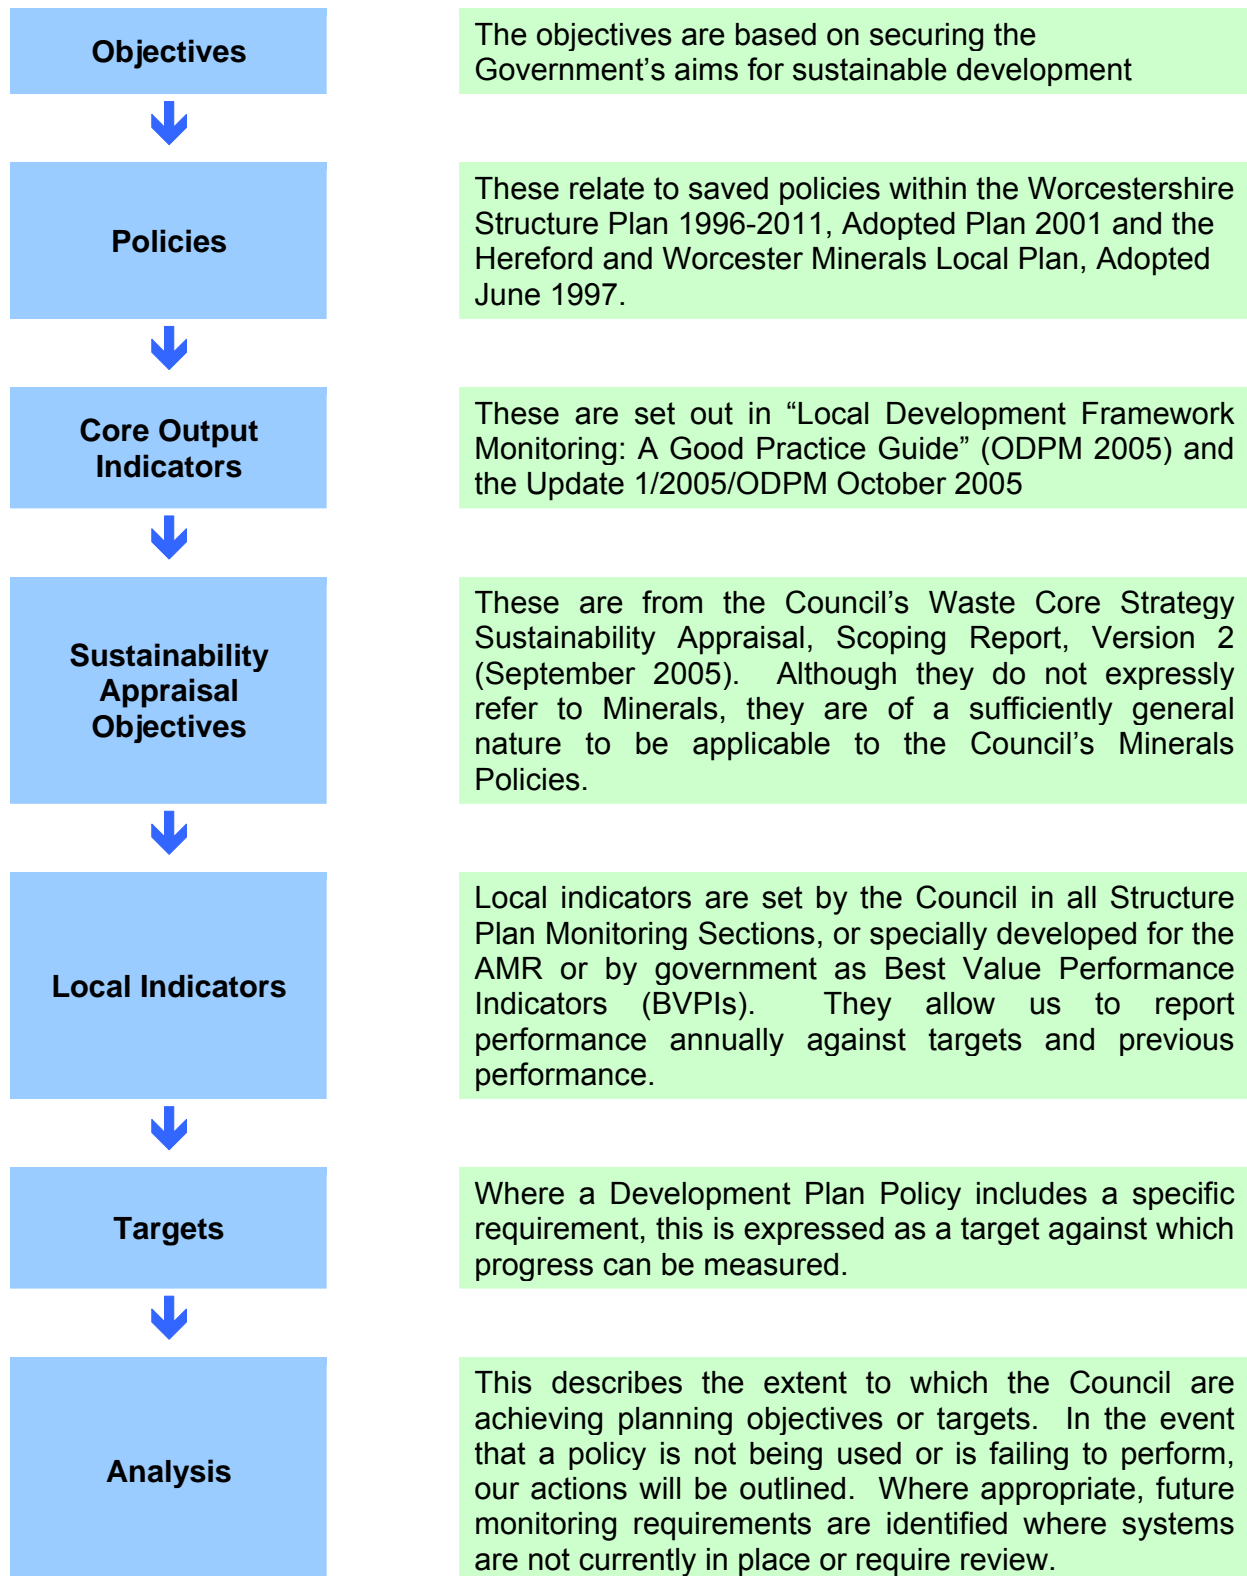 Objectives
The objectives are based on securing the
Government's aims for sustainable development
Policies
These relate to saved policies within the Worcestershire
Structure Plan 1996-2011, Adopted Plan 2001 and the
Hereford and Worcester Minerals Local Plan, Adopted
June 1997.
Core Output
Indicators
These are set out in “Local Development Framework
Monitoring: A Good Practice Guide” (ODPM 2005) and
the Update 1/2005/ODPM October 2005
Sustainability
Appraisal
Objectives
These are from the Council’s Waste Core Strategy
Sustainability Appraisal, Scoping Report, Version 2
(September 2005). Although they do not expressly
refer to Minerals, they are of a sufficiently general
nature to be applicable to the Council’s Minerals
Policies.
Local Indicators
Local indicators are set by the Council in all Structure
Plan Monitoring Sections, or specially developed for the
AMR or by government as Best Value Performance
Indicators (BVPIs). They allow us to report
performance annually against targets and previous
performance.
Targets
Where a Development Plan Policy includes a specific
requirement, this is expressed as a target against which
progress can be measured.
Analysis
This describes the extent to which the Council are
achieving planning objectives or targets. In the event
that a policy is not being used or is failing to perform,
our actions will be outlined. Where appropriate, future
monitoring requirements are identified where systems
are not currently in place or require review.